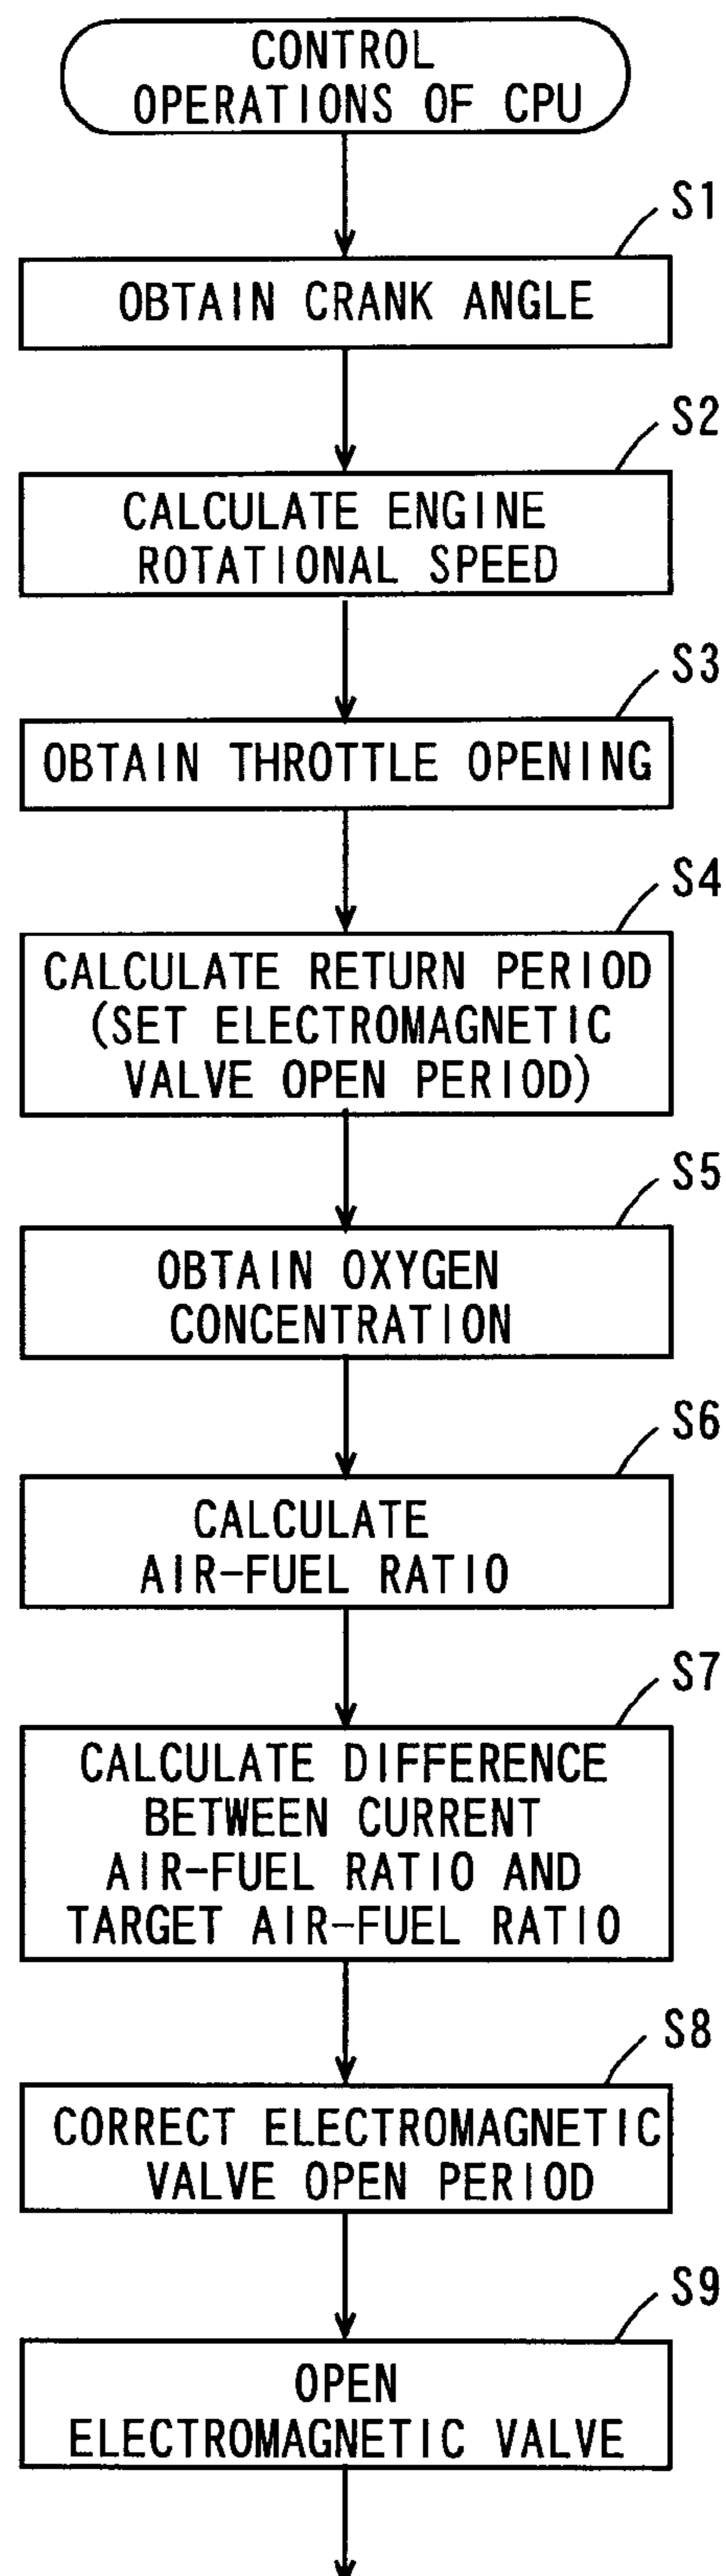 CONTROL
OPERATIONS OF CPU
S1
OBTAIN CRANK ANGLE
S2
CALCULATE ENGINE
ROTATIONAL SPEED
S3
OBTAIN THROTTLE OPENING
S4
CALCULATE RETURN PERIOD
(SET ELECTROMAGNETIC
VALVE OPEN PERIOD)
S5
OBTAIN OXYGEN
CONCENTRATION
S6
CALCULATE
AIR-FUEL RATIO
S7
CALCULATE DIFFERENCE
BETWEEN CURRENT
AIR-FUEL RATIO AND
TARGET AIR-FUEL RATIO
S8
CORRECT ELECTROMAGNETIC
VALVE OPEN PERIOD
S9
OPEN
ELECTROMAGNETIC VALVE